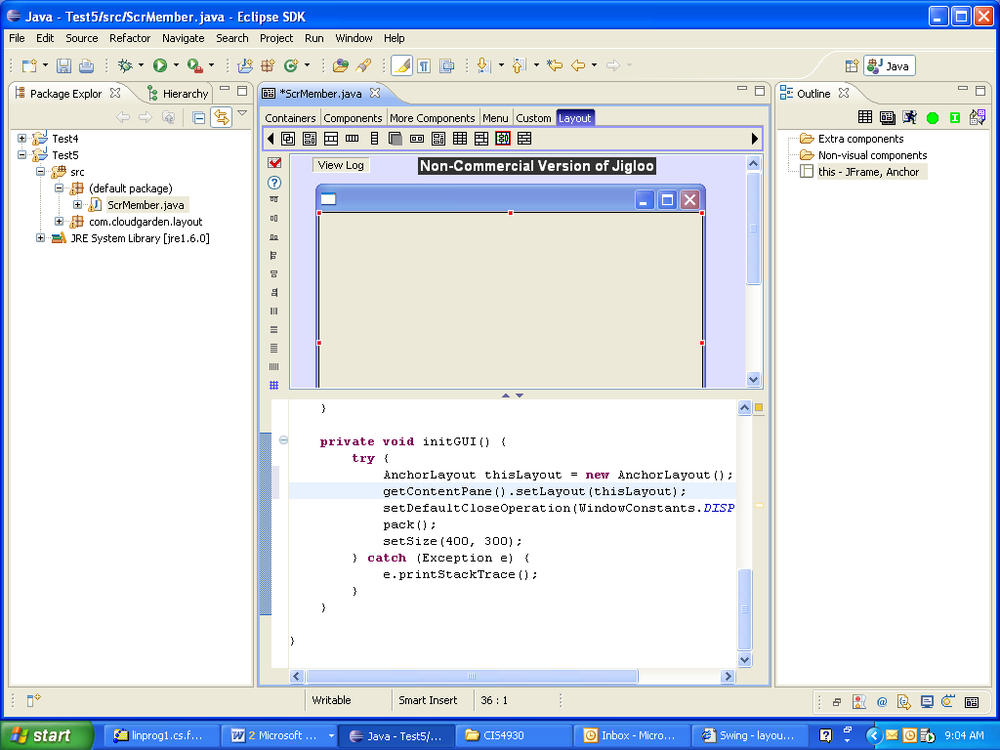 Java - Test5/src/ScrMember.java - Eclipse SDK
File Edit Source Refactor Navigate Search Project Run Window Help
Java
Package Explor
Hierarchy
Test4
Test5
src
(default package)
ScrMember.java
com.cloudgarden.layout
JRE System Library [jre1.6.0]
*ScrMember.java
Containers Components More Components Menu Custom Layout
View Log
Non-Commercial Version of Jigloo
}
private void initGUI() {
try {
AnchorLayout thisLayout = new AnchorLayout();
getContentPane().setLayout(thisLayout);
setDefaultCloseOperation(WindowConstants.DISP
pack();
setSize(400, 300);
} catch (Exception e) {
e.printStackTrace();
}
}
}
Outline
Extra components
Non-visual components
this - JFrame, Anchor
Writable
Smart Insert
36 : 1
start
linprog1.cs.f...
2 Microsoft ...
Java - Test5/...
CIS4930
Inbox - Micro...
Swing - layou...
9:04 AM